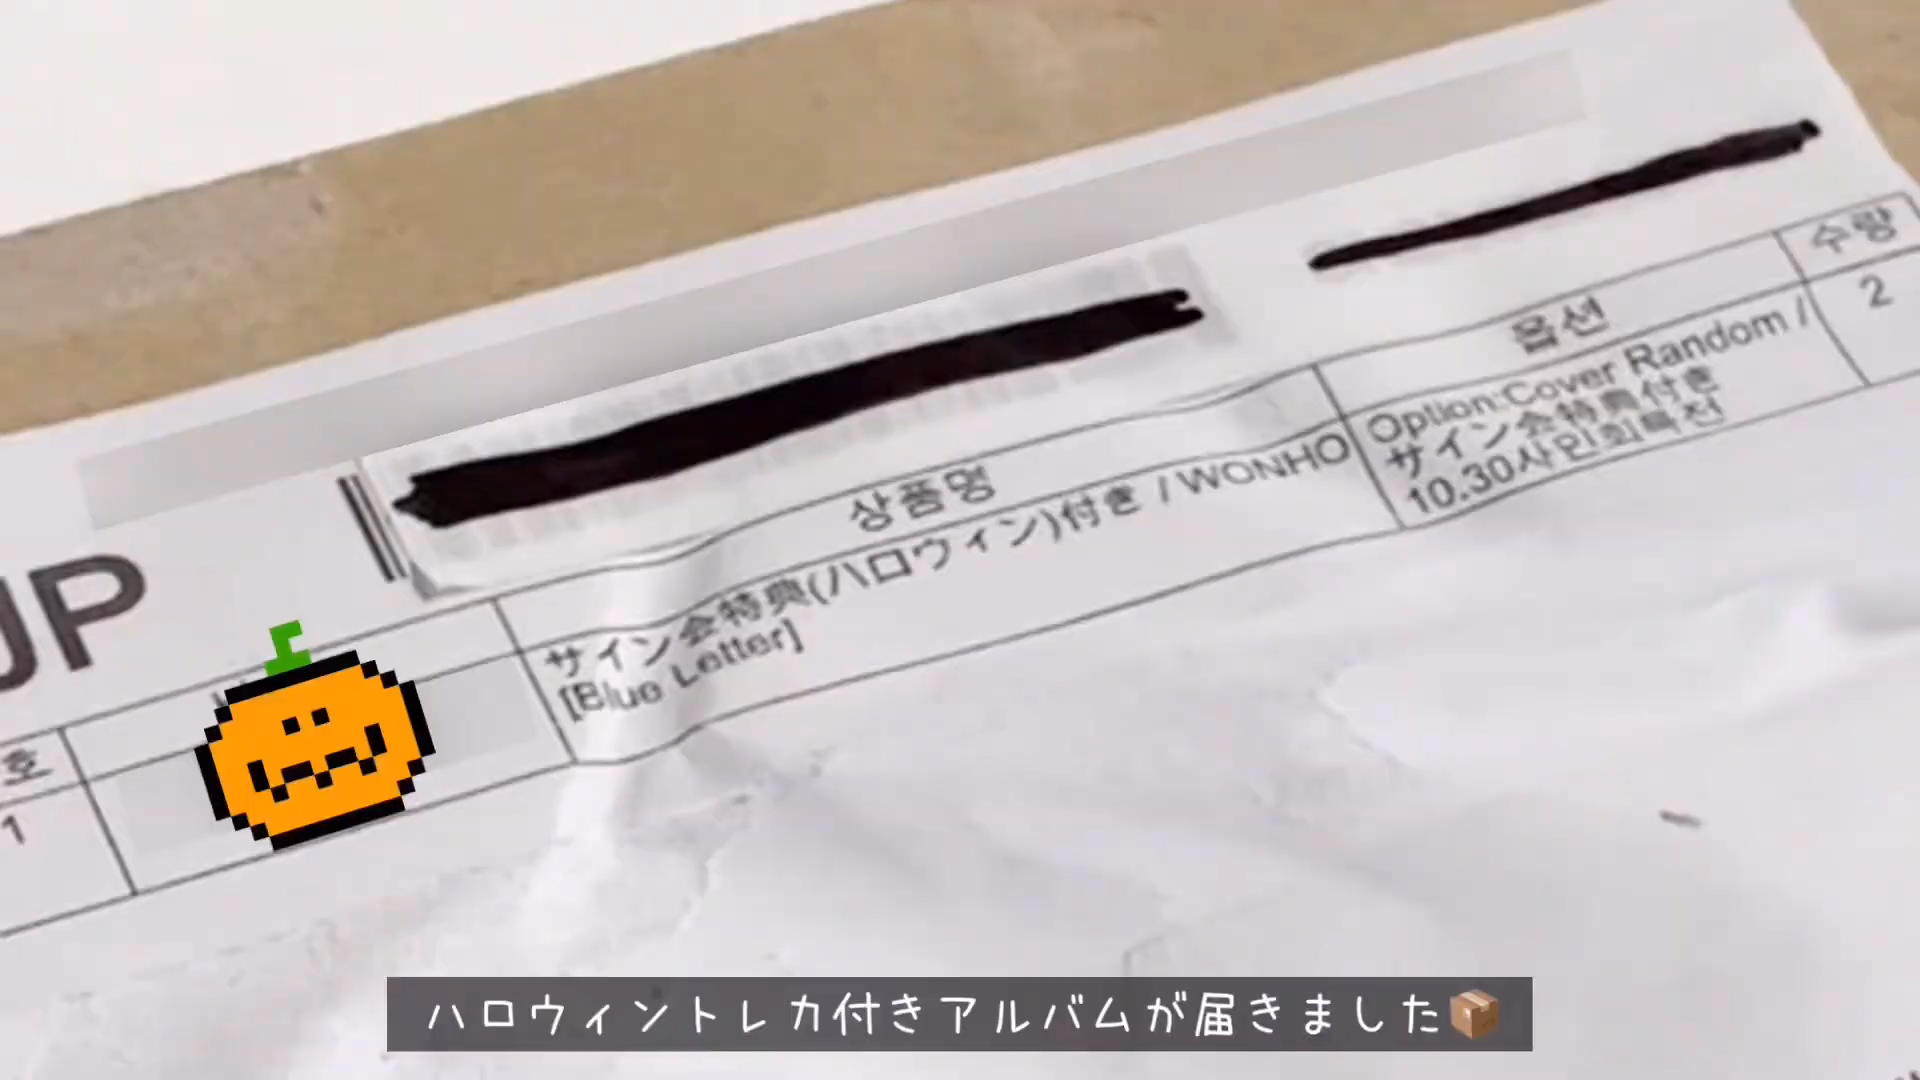 JP
수량
옵션
2
Option:Cover Random /
サイン会特典付き
10.30사인회특전
상품명
サイン会特典(ハロウィン)付き / WONHO
[Blue Letter]
호
1
ハロウィントレカ付きアルバムが届きました📦